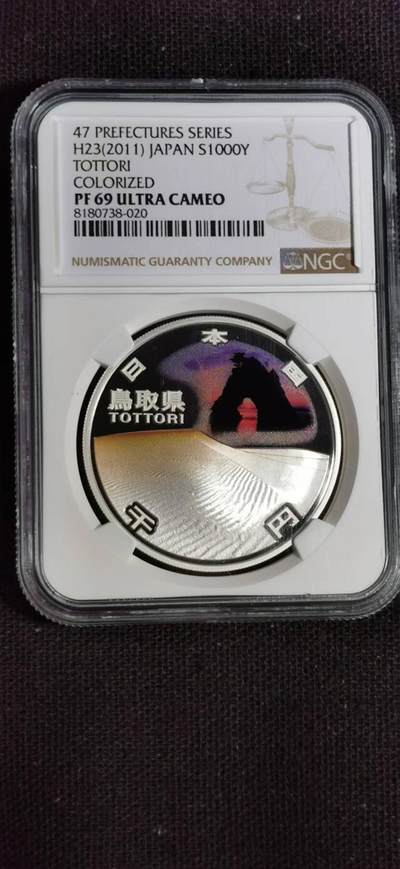 47 PREFECTURES SERIES
H23(2011) JAPAN S1000Y
TOTTORI
COLORIZED
PF 69 ULTRA CAMEO
8180738-020
NUMISMATIC GUARANTY COMPANY
NGC
日本国
鳥取県
TOTTORI
千円